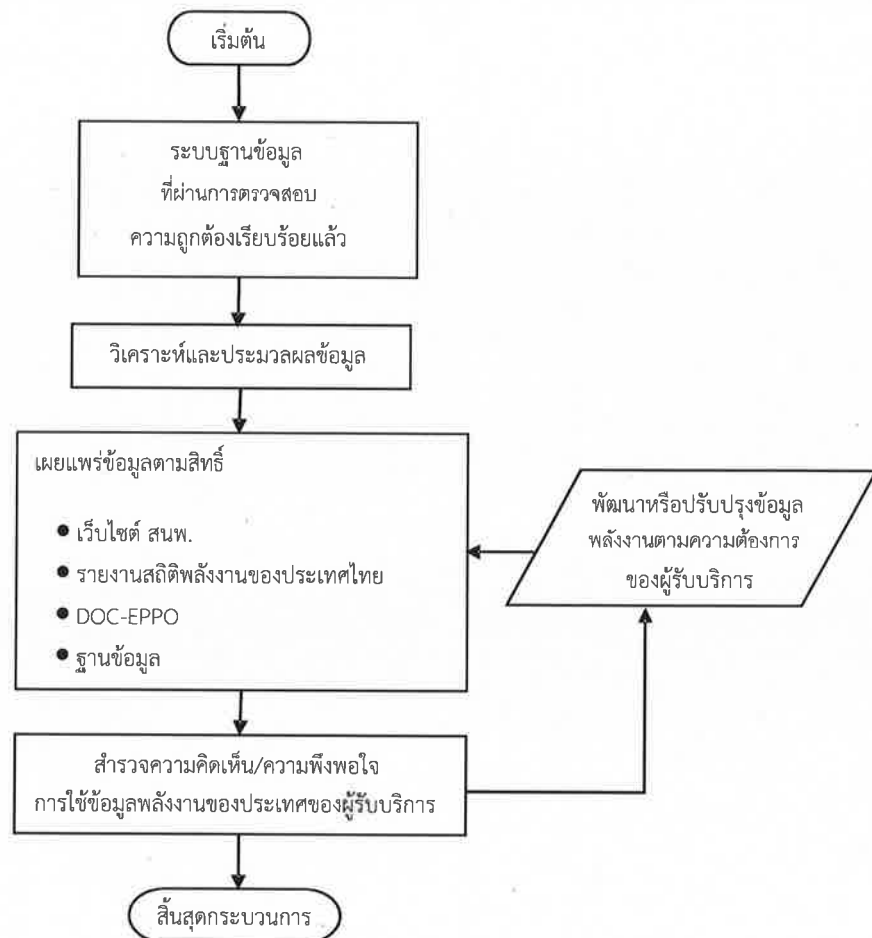 เริ่มต้น
ระบบฐานข้อมูล
ที่ผ่านการตรวจสอบ
ความถูกต้องเรียบร้อยแล้ว
วิเคราะห์และประมวลผลข้อมูล
เผยแพร่ข้อมูลตามสิทธิ์
● เว็บไซต์ สนพ.
● รายงานสถิติพลังงานของประเทศไทย
● DOC-EPPO
● ฐานข้อมูล
พัฒนาหรือปรับปรุงข้อมูล
พลังงานตามความต้องการ
ของผู้รับบริการ
สำรวจความคิดเห็น/ความพึงพอใจ
การใช้ข้อมูลพลังงานของประเทศของผู้รับบริการ
สิ้นสุดกระบวนการ